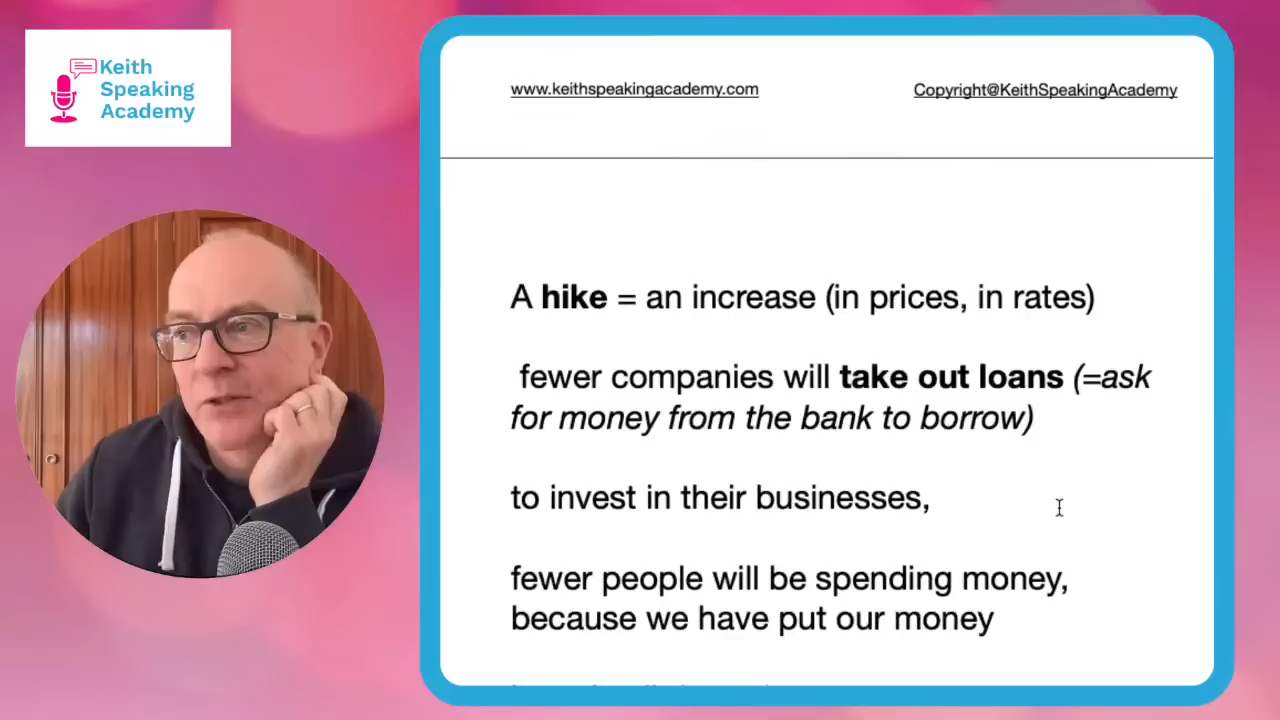 Keith
Speaking
Academy
www.keithspeakingacademy.com
Copyright@KeithSpeakingAcademy
A hike = an increase (in prices, in rates)
fewer companies will take out loans (=ask
for money from the bank to borrow)
to invest in their businesses,
fewer people will be spending money,
because we have put our money